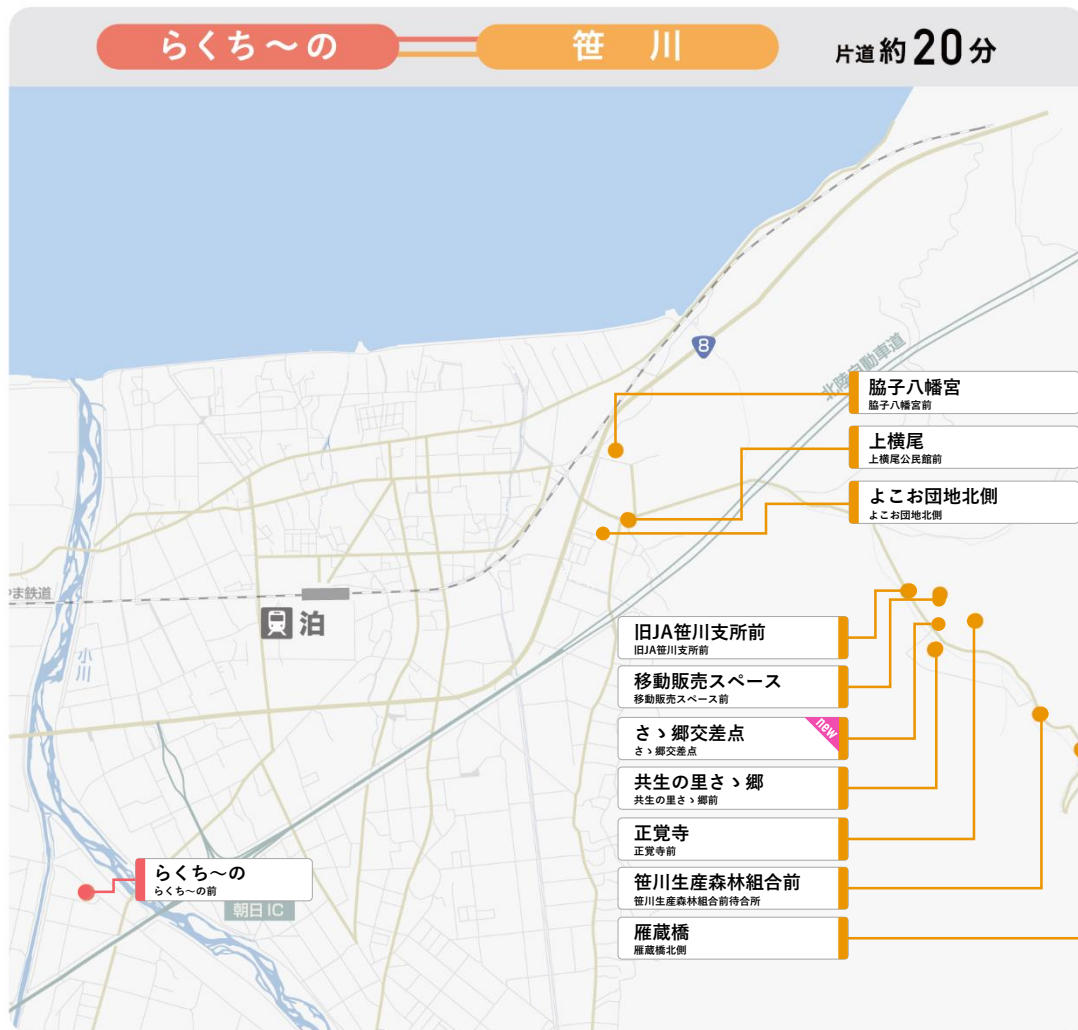 らくち～の
笹川
片道約20分
8
北陸自動車道
脇子八幡宮
脇子八幡宮前
上横尾
上横尾公民館前
よこお団地北側
よこお団地北側
やま鉄道
泊
小川
旧JA笹川支所前
旧JA笹川支所前
移動販売スペース
移動販売スペース前
さゝ郷交差点
new
さゝ郷交差点
共生の里さゝ郷
共生の里さゝ郷前
正覚寺
正覚寺前
らくち～の
らくち～の前
朝日IC
笹川生産森林組合前
笹川生産森林組合前待合所
雁蔵橋
雁蔵橋北側